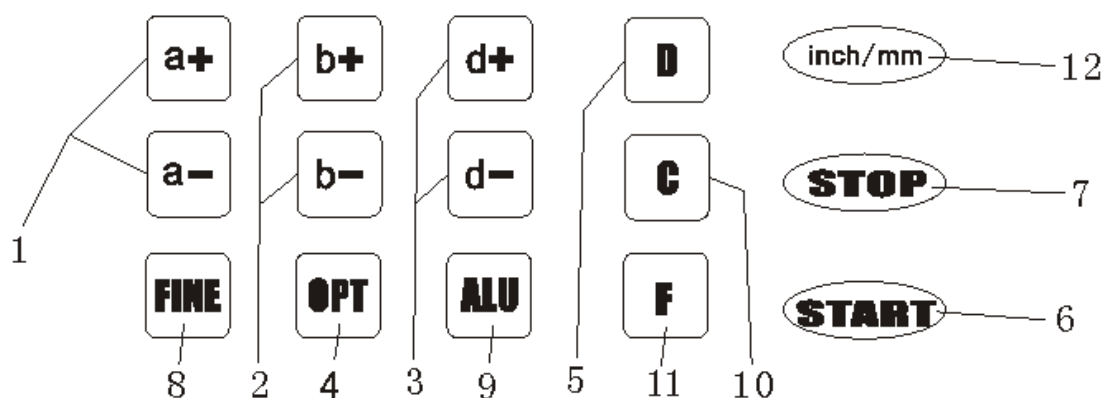 a+ b+ d+ D inch/mm 12
a- b- d- C STOP 7
1
FINE OPT ALU F START 6
8 2 4 3 9 5 11 10